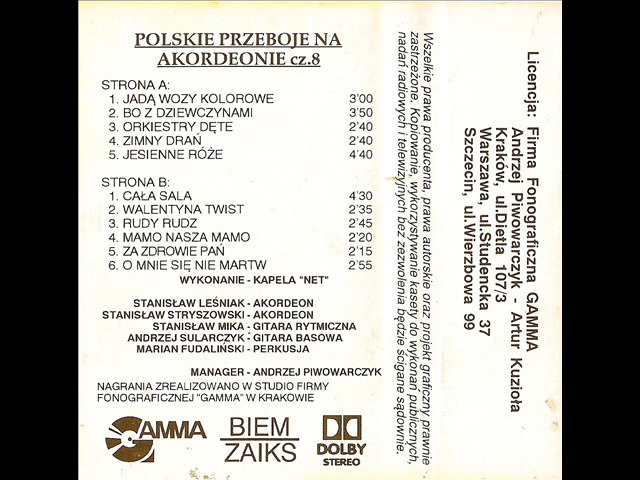 POLSKIE PRZEBOJE NA
AKORDEONIE cz.8
STRONA A:
1. JADĄ WOZY KOLOROWE 3'00
2. BO Z DZIEWCZYNAMI 3'50
3. ORKIESTRY DĘTE 2'40
4. ZIMNY DRAŃ 2'40
5. JESIENNE RÓŻE 4'40
STRONA B:
1. CAŁA SALA 4'30
2. WALENTYNA TWIST 2'35
3. RUDY RUDZ 2'45
4. MAMO NASZA MAMO 2'20
5. ZA ZDROWIE PAŃ 2'15
6. O MNIE SIĘ NIE MARTW 2'55
WYKONANIE - KAPELA "NET"
STANISŁAW LEŚNIAK - AKORDEON
STANISŁAW STRYSZOWSKI - AKORDEON
STANISŁAW MIKA - GITARA RYTMICZNA
ANDRZEJ SULARCZYK - GITARA BASOWA
MARIAN FUDALIŃSKI - PERKUSJA
MANAGER - ANDRZEJ PIWOWARCZYK
NAGRANIA ZREALIZOWANO W STUDIO FIRMY
FONOGRAFICZNEJ "GAMMA" W KRAKOWIE
GAMMA
BIEM
ZAIKS
DOLBY
STEREO
Wszelkie prawa producenta, prawa autorskie oraz projekt graficzny prawnie
zastrzeżone. Kopiowanie, wykorzystywanie kasety do wykonań publicznych,
nadań radiowych i telewizyjnych bez zezwolenia będzie ścigane sądownie.
Licencja: Firma Fonograficzna GAMMA
Andrzej Piwowarczyk - Artur Kuzioła
Kraków, ul.Dietla 107/3
Warszawa, ul.Studencka 37
Szczecin, ul.Wierzbowa 99